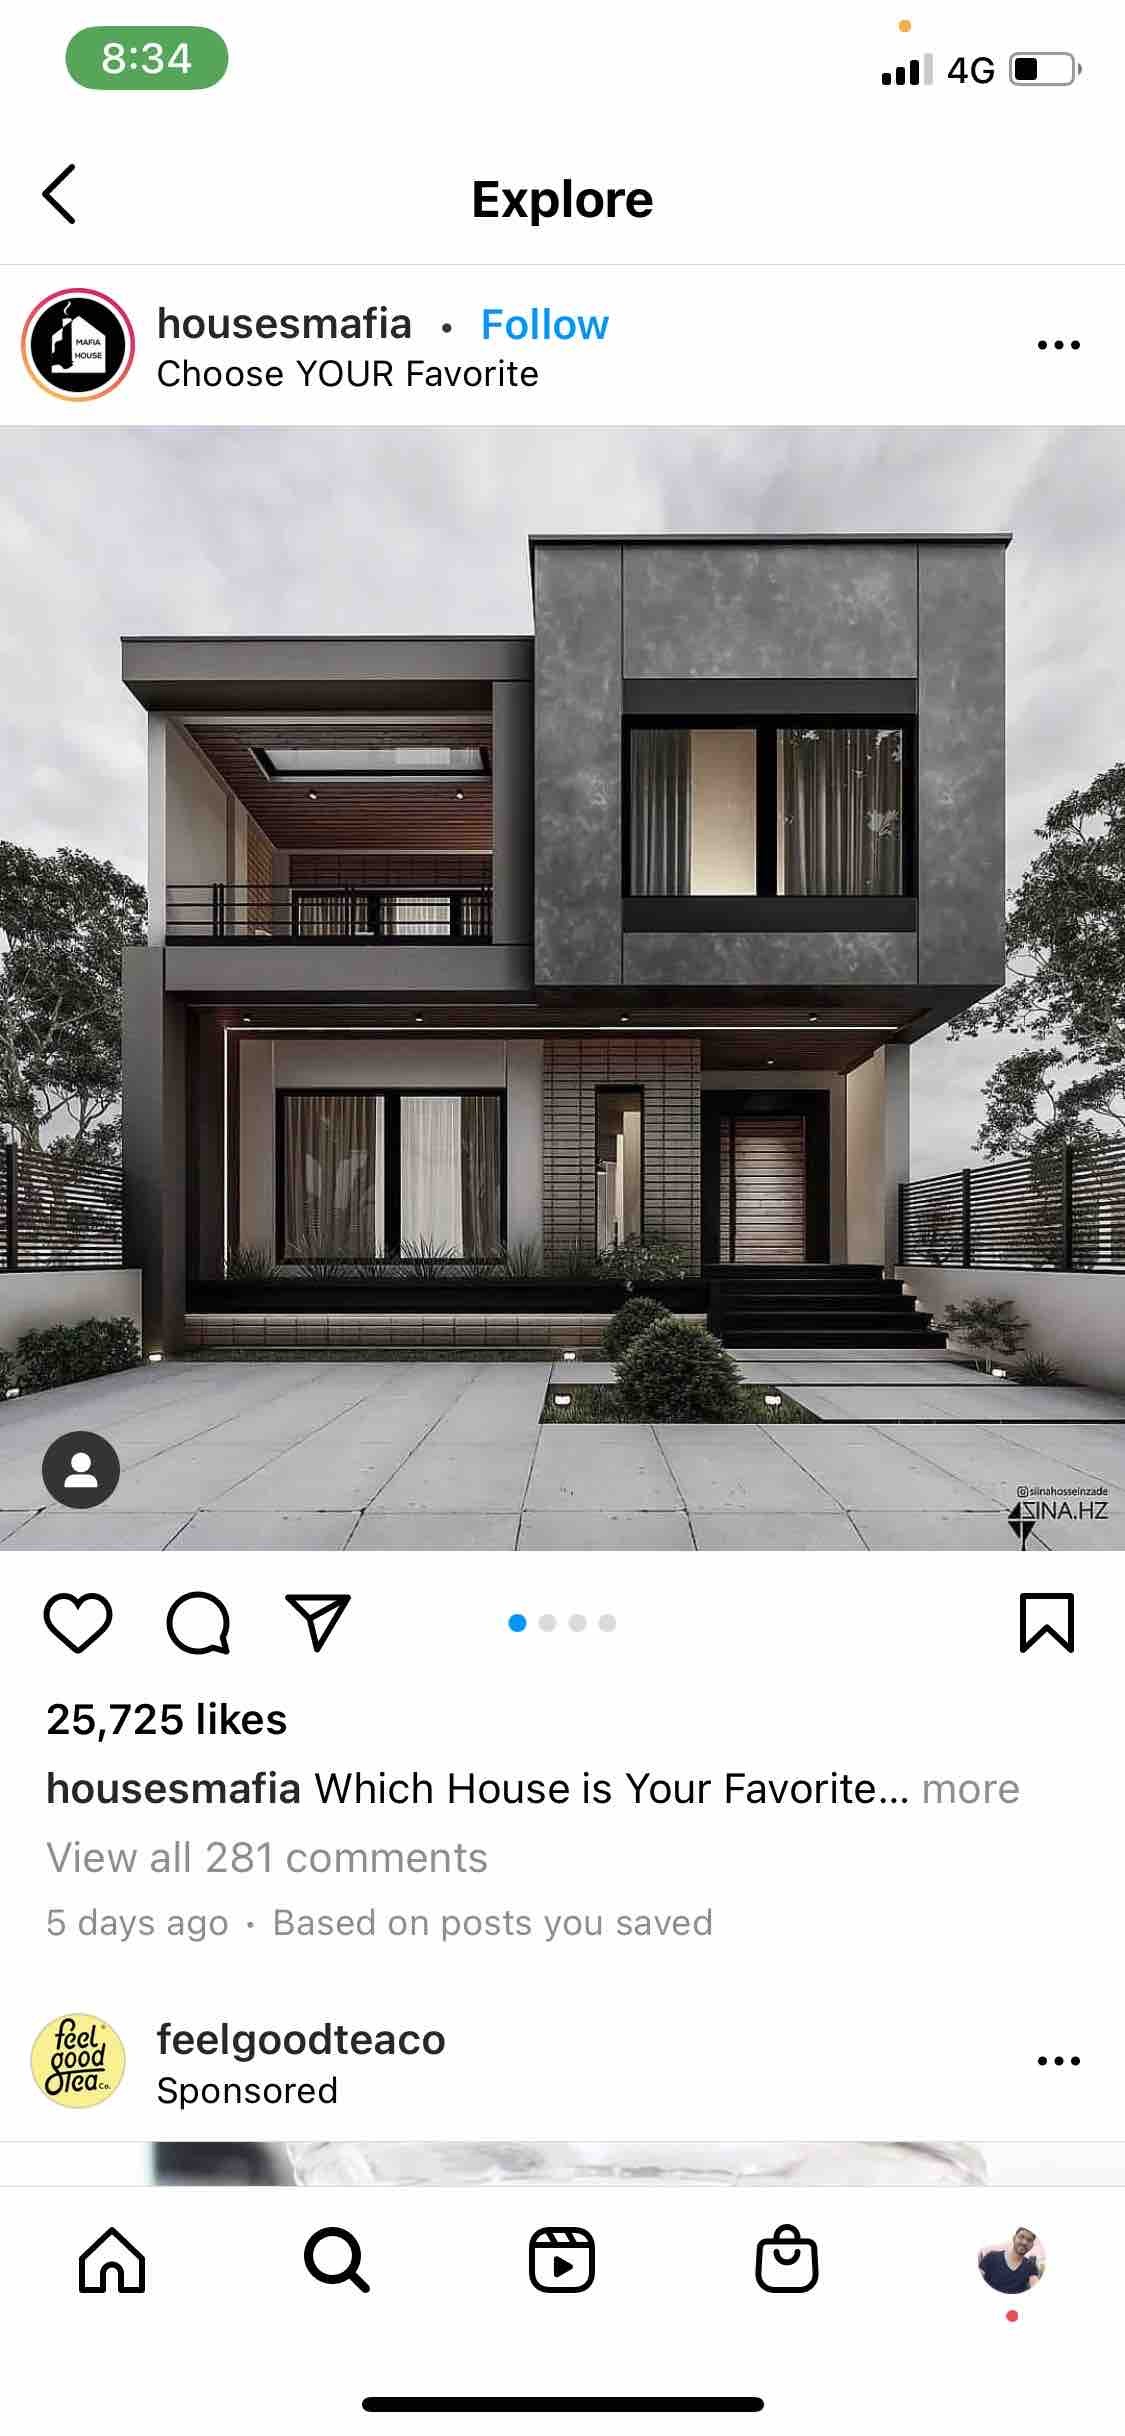 8:34
4G
Explore
MAFIA
HOUSE
housesmafia • Follow
Choose YOUR Favorite
siinahosseinzade
SINA.HZ
25,725 likes
housesmafia Which House is Your Favorite... more
View all 281 comments
5 days ago · Based on posts you saved
feel
good
Tea Co.
feelgoodteaco
Sponsored